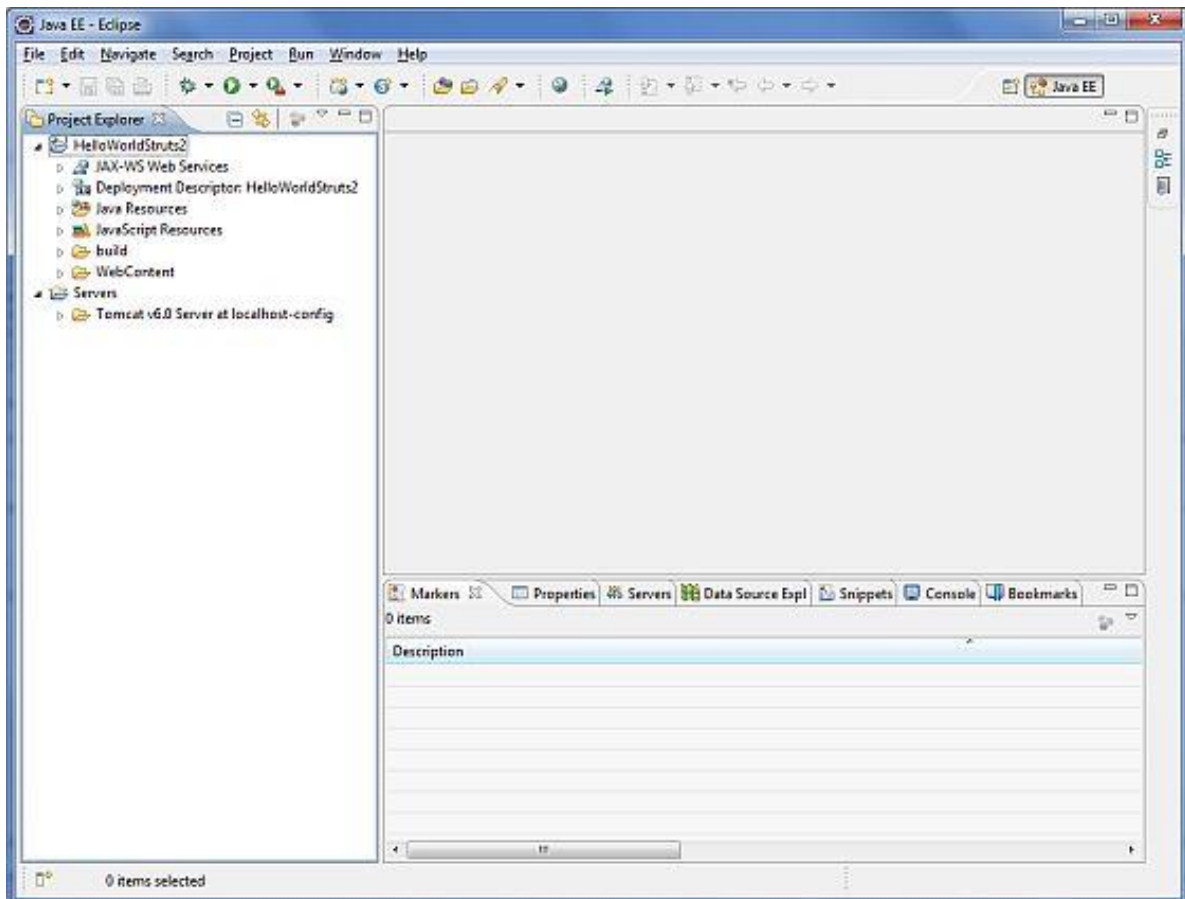 Java EE - Eclipse
File Edit Navigate Search Project Run Window Help
Java EE
Project Explorer
HelloWorldStruts2
JAX-WS Web Services
Deployment Descriptor: HelloWorldStruts2
Java Resources
JavaScript Resources
build
WebContent
Servers
Tomcat v6.0 Server at localhost-config
Markers Properties Servers Data Source Expl Snippets Console Bookmarks
0 items
Description
0 items selected